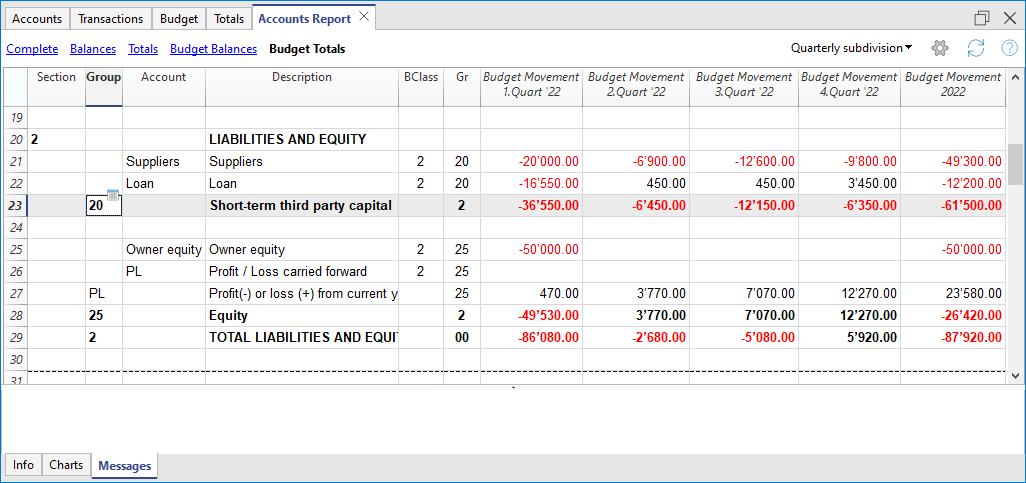 Accounts Transactions Budget Totals Accounts Report
Complete Balances Totals Budget Balances Budget Totals Quarterly subdivision
Section Group Account Description BClass Gr Budget Movement 1.Quart '22 Budget Movement 2.Quart '22 Budget Movement 3.Quart '22 Budget Movement 4.Quart '22 Budget Movement 2022
19
20 2 LIABILITIES AND EQUITY
21 Suppliers Suppliers 2 20 -20'000.00 -6'900.00 -12'600.00 -9'800.00 -49'300.00
22 Loan Loan 2 20 -16'550.00 450.00 450.00 3'450.00 -12'200.00
23 20 Short-term third party capital 2 -36'550.00 -6'450.00 -12'150.00 -6'350.00 -61'500.00
24
25 Owner equity Owner equity 2 25 -50'000.00 -50'000.00
26 PL Profit / Loss carried forward 2 25
27 PL Profit(-) or loss (+) from current y 25 470.00 3'770.00 7'070.00 12'270.00 23'580.00
28 25 Equity 2 -49'530.00 3'770.00 7'070.00 12'270.00 -26'420.00
29 2 TOTAL LIABILITIES AND EQUI 00 -86'080.00 -2'680.00 -5'080.00 5'920.00 -87'920.00
30
31
Info Charts Messages